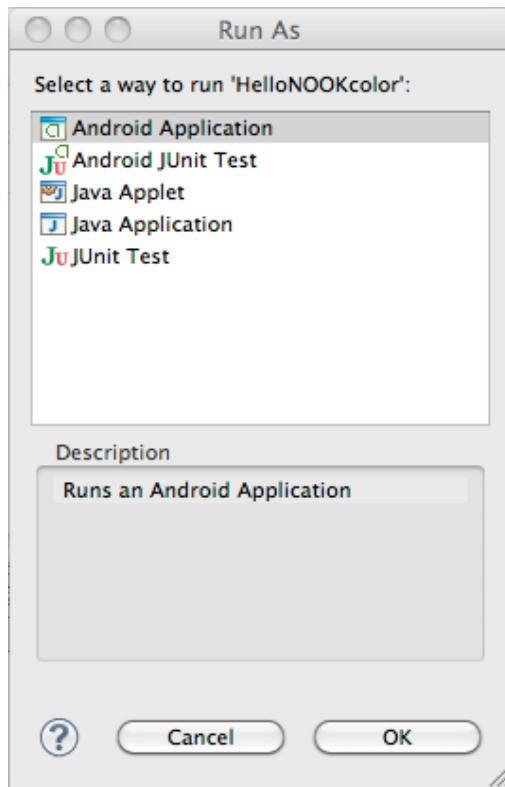 Run As
Select a way to run 'HelloNOOKcolor':
Android Application
Android JUnit Test
Java Applet
Java Application
JUnit Test
Description
Runs an Android Application
?
Cancel
OK